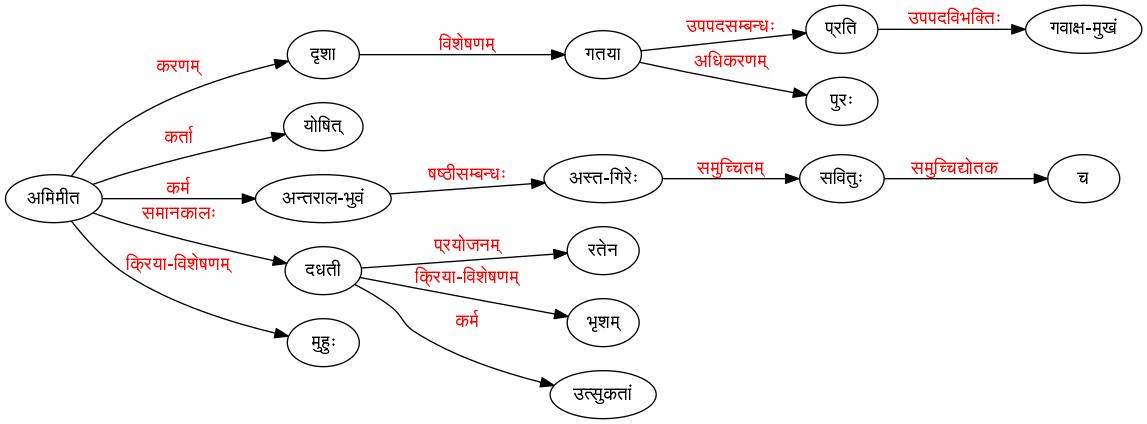 उपपदसम्बन्धः प्रति उपपदविभक्तिः गवाक्ष-मुखं
करणम् दृशा विशेषणम् गतया
अधिकरणम् पुरः
कर्ता योषित्
कर्म अन्तराल-भुवं षष्ठीसम्बन्धः अस्त-गिरेः समुच्चितम् सवितुः समुच्चिद्योतक च
अमिमीत
समानकालः दधती प्रयोजनम् रतेन
क्रिया-विशेषणम् भृशम्
कर्म उत्सुकतां
क्रिया-विशेषणम् मुहुः